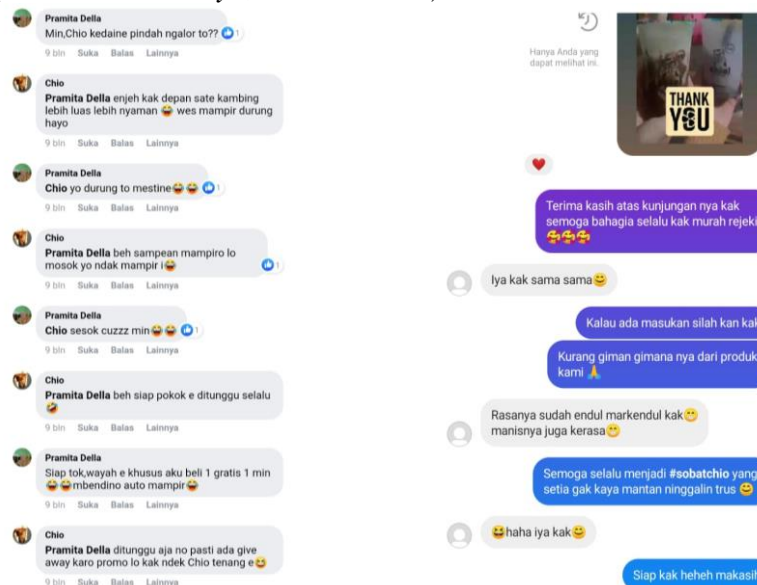 Pramita Della
Min,Chio kedaine pindah ngalor to?? 1
9 bln Suka Balas Lainnya
Chio
Pramita Della enjeh kak depan sate kambing
lebih luas lebih nyaman 😂 wes mampir durung
hayo
9 bln Suka Balas Lainnya
Pramita Della
Chio yo durung to mestine😂😂 1
9 bln Suka Balas Lainnya
Chio
Pramita Della beh sampean mampiro lo
mosok yo ndak mampir i😂 1
9 bln Suka Balas Lainnya
Pramita Della
Chio sesok cuzzz min😂😂 1
9 bln Suka Balas Lainnya
Chio
Pramita Della beh siap pokok e ditunggu selalu
🤣
9 bln Suka Balas Lainnya
Pramita Della
Siap tok,wayah e khusus aku beli 1 gratis 1 min
😂😂mbendino auto mampir😂
9 bln Suka Balas Lainnya
Chio
Pramita Della ditunggu aja no pasti ada give
away karo promo lo kak ndek Chio tenang e😂
9 bln Suka Balas Lainnya
Hanya Anda yang
dapat melihat ini.
THANK
YOU
Terima kasih atas kunjungan nya kak
semoga bahagia selalu kak murah rejeki
🥰🥰🥰
Iya kak sama sama😊
Kalau ada masukan silah kan kak
Kurang giman gimana nya dari produk
kami 🙏
Rasanya sudah endul markendul kak😁
manisnya juga kerasa😁
Semoga selalu menjadi #sobatchio yang
setia gak kaya mantan ninggalin trus 😄
😆haha iya kak😄
Siap kak heheh makasih